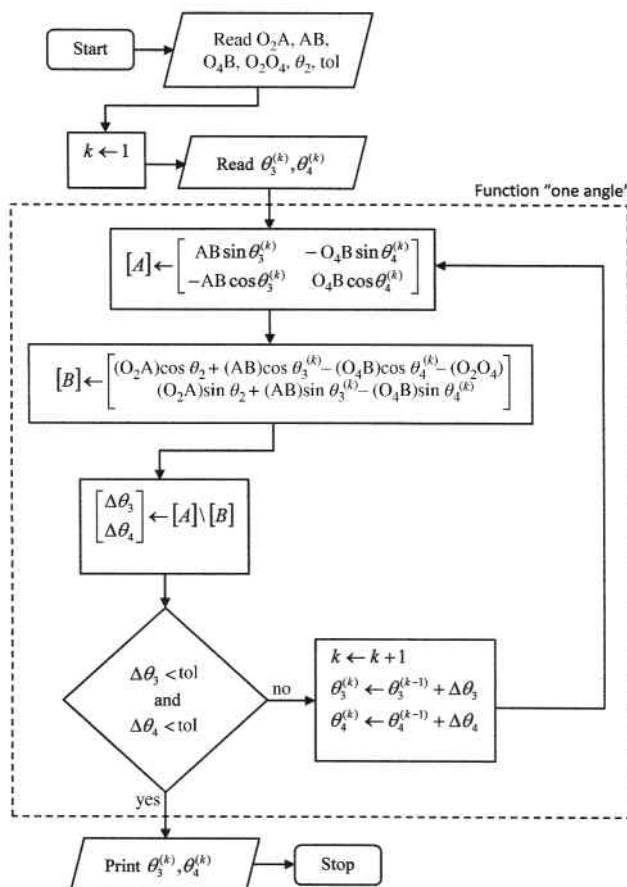 Start
Read O₂A, AB,
O₄B, O₂O₄, θ₂, tol
k ← 1
Read θ₃⁽ᵏ⁾, θ₄⁽ᵏ⁾
Function "one angle"
[A] ← [ AB sin θ₃⁽ᵏ⁾ − O₄B sin θ₄⁽ᵏ⁾
−AB cos θ₃⁽ᵏ⁾ O₄B cos θ₄⁽ᵏ⁾ ]
[B] ← [ (O₂A)cos θ₂ + (AB)cos θ₃⁽ᵏ⁾ − (O₄B)cos θ₄⁽ᵏ⁾ − (O₂O₄)
(O₂A)sin θ₂ + (AB)sin θ₃⁽ᵏ⁾ − (O₄B)sin θ₄⁽ᵏ⁾ ]
[ Δθ₃
Δθ₄ ] ← [A]\[B]
Δθ₃ < tol
and
Δθ₄ < tol
no
k ← k + 1
θ₃⁽ᵏ⁾ ← θ₃⁽ᵏ⁻¹⁾ + Δθ₃
θ₄⁽ᵏ⁾ ← θ₄⁽ᵏ⁻¹⁾ + Δθ₄
yes
Print θ₃⁽ᵏ⁾, θ₄⁽ᵏ⁾
Stop